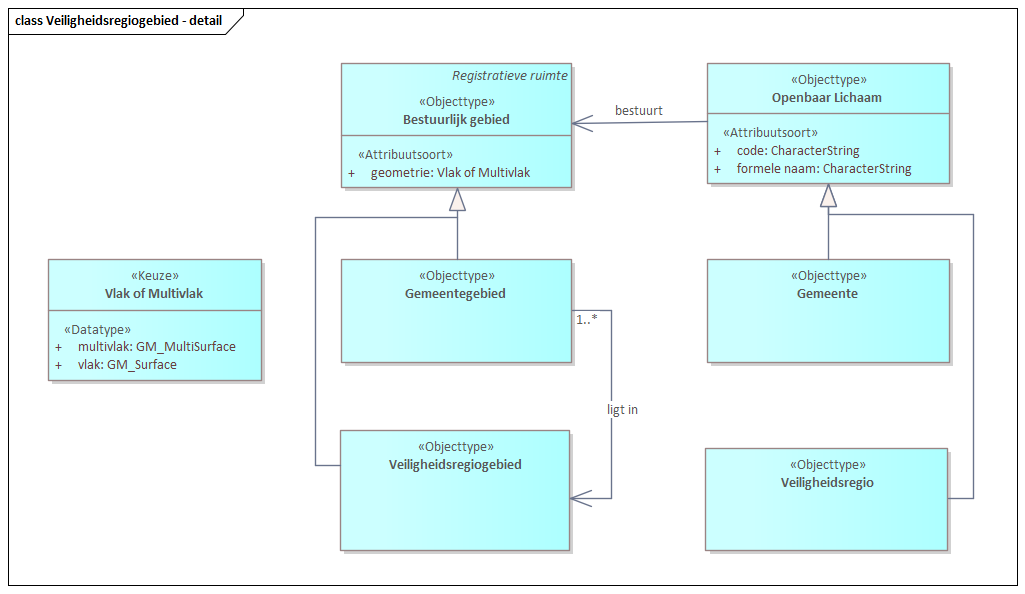 class Veiligheidsregiogebied - detail
Registratieve ruimte
«Objecttype»
Bestuurlijk gebied
«Attribuutsoort»
+ geometrie: Vlak of Multivlak
bestuurt
«Objecttype»
Openbaar Lichaam
«Attribuutsoort»
+ code: CharacterString
+ formele naam: CharacterString
«Keuze»
Vlak of Multivlak
«Datatype»
+ multivlak: GM_MultiSurface
+ vlak: GM_Surface
«Objecttype»
Gemeentegebied
1..*
ligt in
«Objecttype»
Gemeente
«Objecttype»
Veiligheidsregiogebied
«Objecttype»
Veiligheidsregio